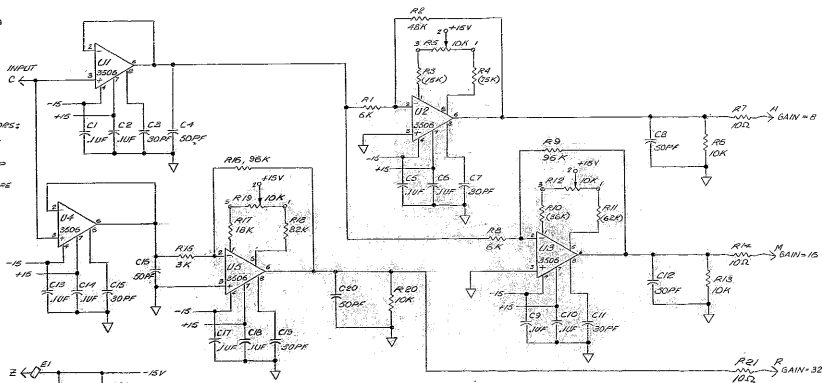 R2
48K
+15V
R5 10K
R3
(15K)
R4
(75K)
R1
6K
U2
3506
-15
+15
C5
.1UF
C6
.1UF
C7
30PF
C8
50PF
R6
10K
R7
10Ω
H
GAIN=8
INPUT
C
U1
3506
-15
+15
C1
.1UF
C2
.1UF
C3
30PF
C4
50PF
R9
96K
+15V
R12 10K
R10
(36K)
R11
(62K)
R8
6K
U3
3506
-15
+15
C9
.1UF
C10
.1UF
C11
30PF
C12
50PF
R13
10K
R14
10Ω
M
GAIN=16
U4
3506
-15
+15
C13
.1UF
C14
.1UF
C15
30PF
C16
50PF
R16, 96K
+15V
R19 10K
R17
18K
R18
82K
R15
3K
U5
3506
-15
+15
C17
.1UF
C18
.1UF
C19
30PF
C20
50PF
R20
10K
R21
10Ω
R
GAIN=32
Z
E1
-15V